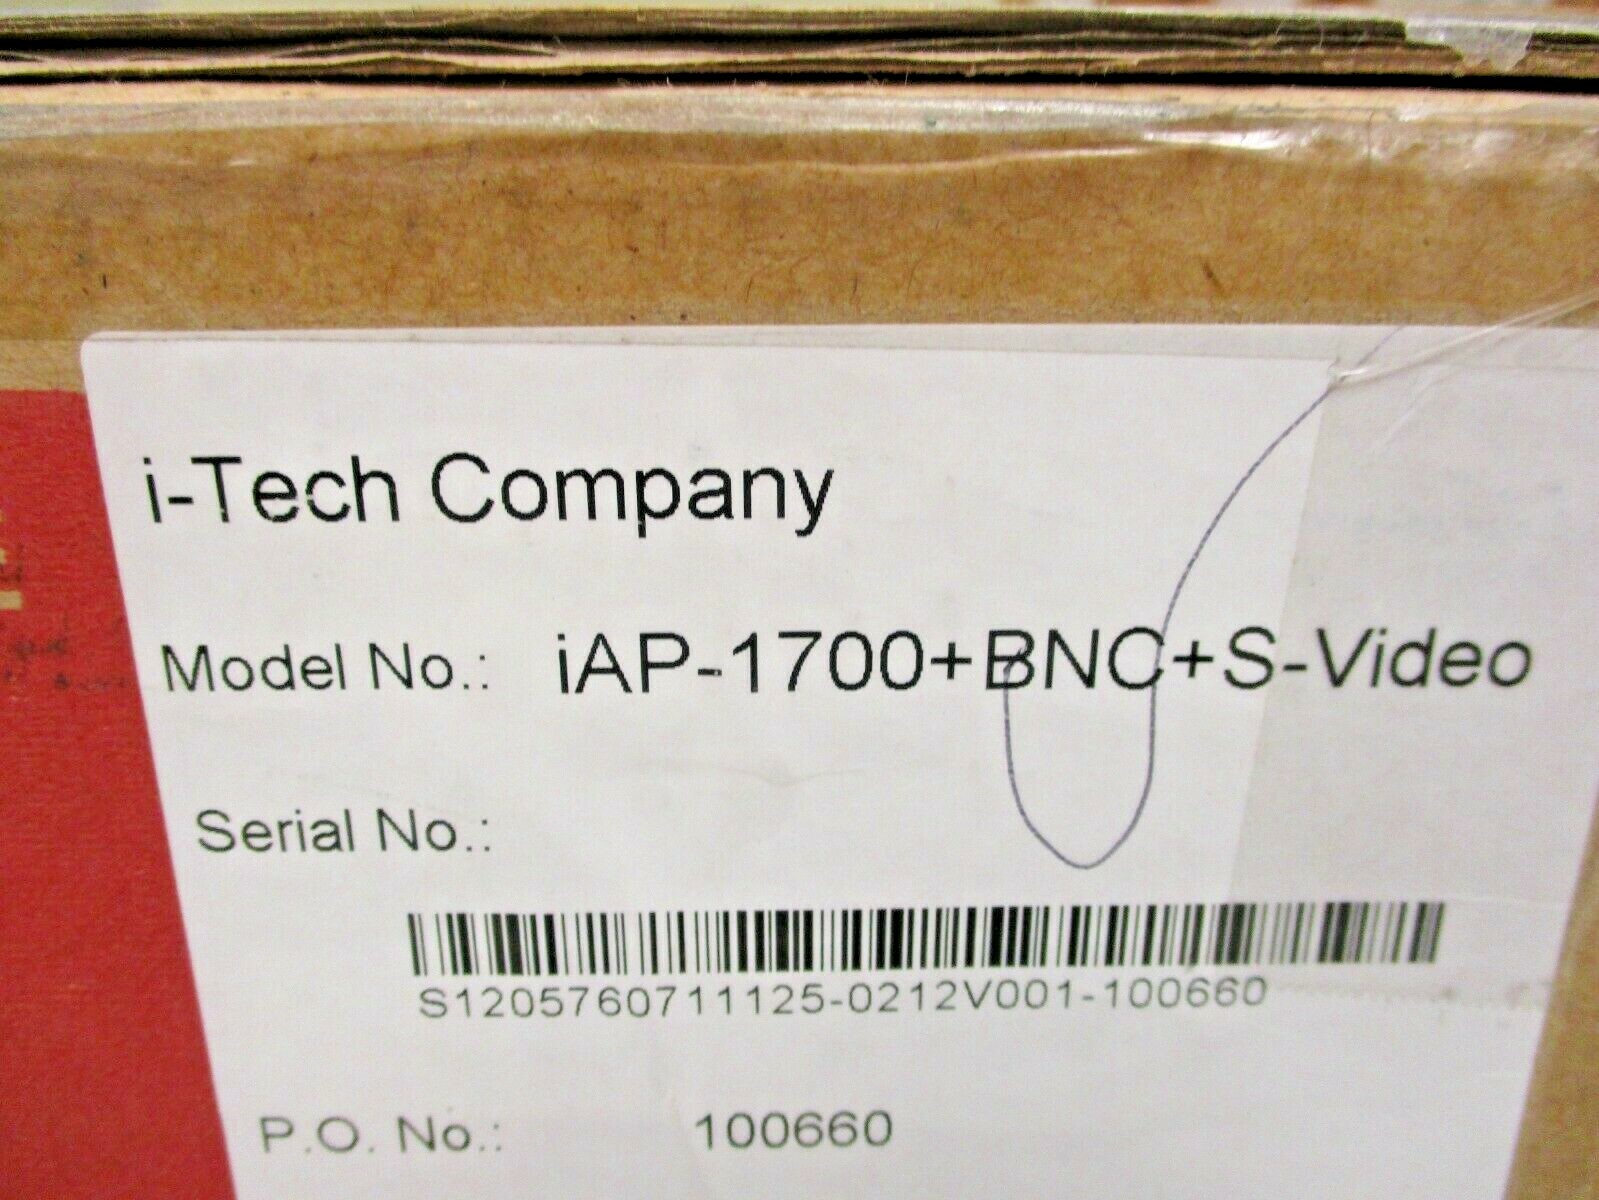 i-Tech Company
Model No.: iAP-1700+BNC+S-Video
Serial No.:
S1205760711125-0212V001-100660
P.O. No.: 100660